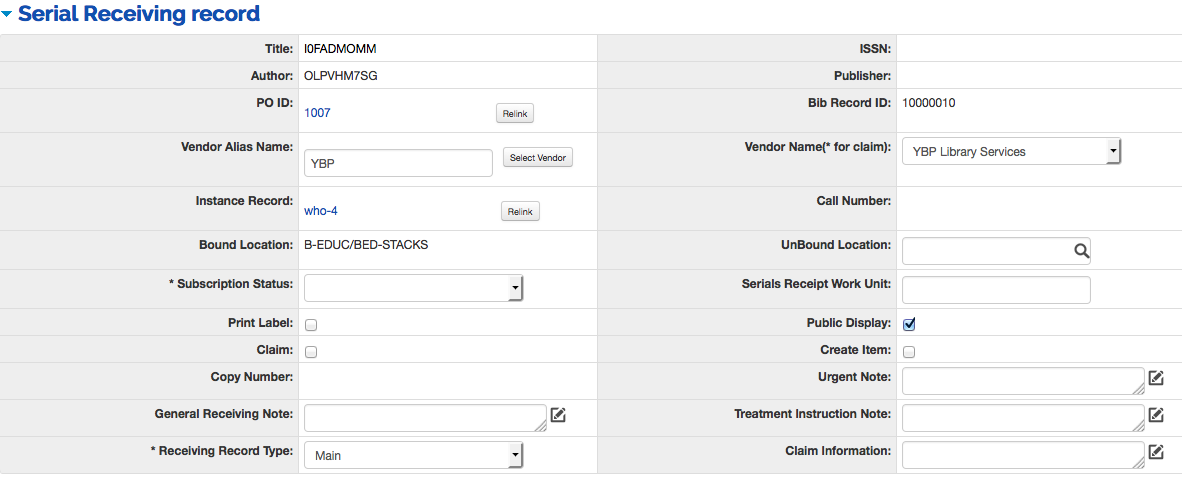 Serial Receiving record
Title: I0FADMOMM ISSN:
Author: OLPVHM7SG Publisher:
PO ID: 1007 Relink Bib Record ID: 10000010
Vendor Alias Name: YBP Select Vendor Vendor Name(* for claim): YBP Library Services
Instance Record: who-4 Relink Call Number:
Bound Location: B-EDUC/BED-STACKS UnBound Location:
* Subscription Status: Serials Receipt Work Unit:
Print Label: Public Display:
Claim: Create Item:
Copy Number: Urgent Note:
General Receiving Note: Treatment Instruction Note:
* Receiving Record Type: Main Claim Information: